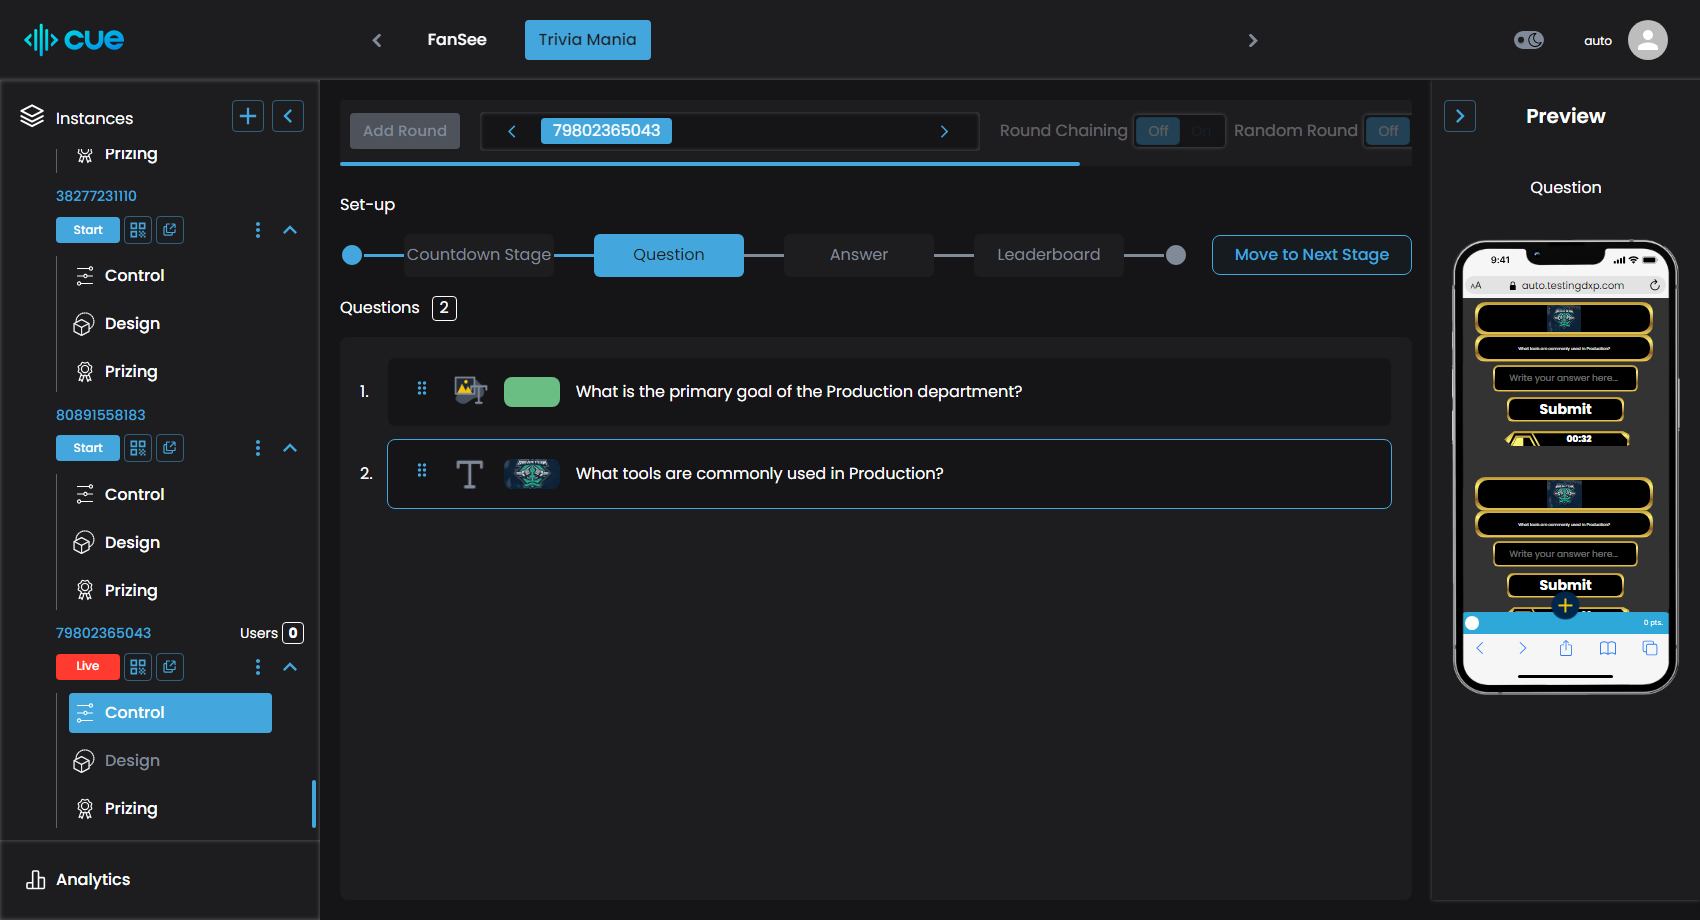 cue
FanSee
Trivia Mania
auto
Instances
Prizing
38277231110
Start
Control
Design
Prizing
80891558183
Start
Control
Design
Prizing
79802365043
Users 0
Live
Control
Design
Prizing
Analytics
Add Round
79802365043
Round Chaining
Off
On
Random Round
Off
Set-up
Countdown Stage
Question
Answer
Leaderboard
Move to Next Stage
Questions 2
1.
What is the primary goal of the Production department?
2.
T
What tools are commonly used in Production?
Preview
Question
9:41
AA
auto.testingdxp.com
What tools are commonly used in Production?
Write your answer here...
Submit
00:32
What tools are commonly used in Production?
Write your answer here...
Submit
0 pts.